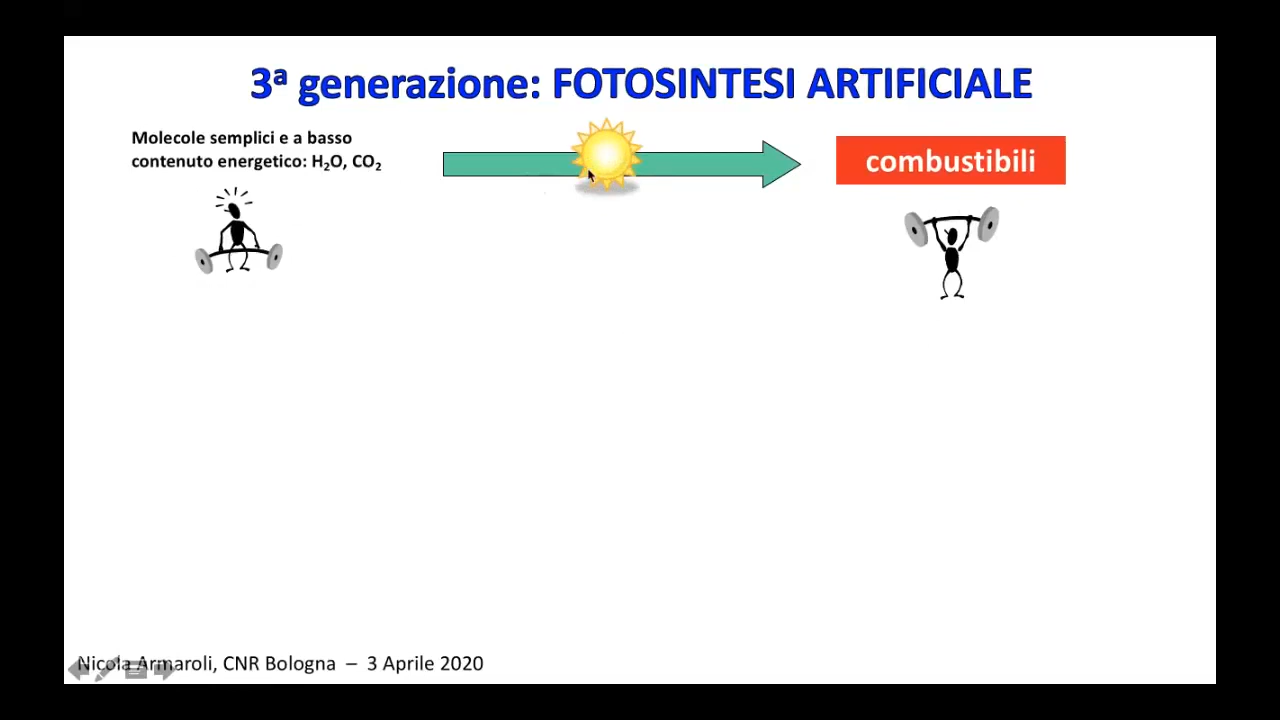 3ª generazione: FOTOSINTESI ARTIFICIALE
Molecole semplici e a basso
contenuto energetico: H₂O, CO₂
combustibili
Nicola Armaroli, CNR Bologna – 3 Aprile 2020